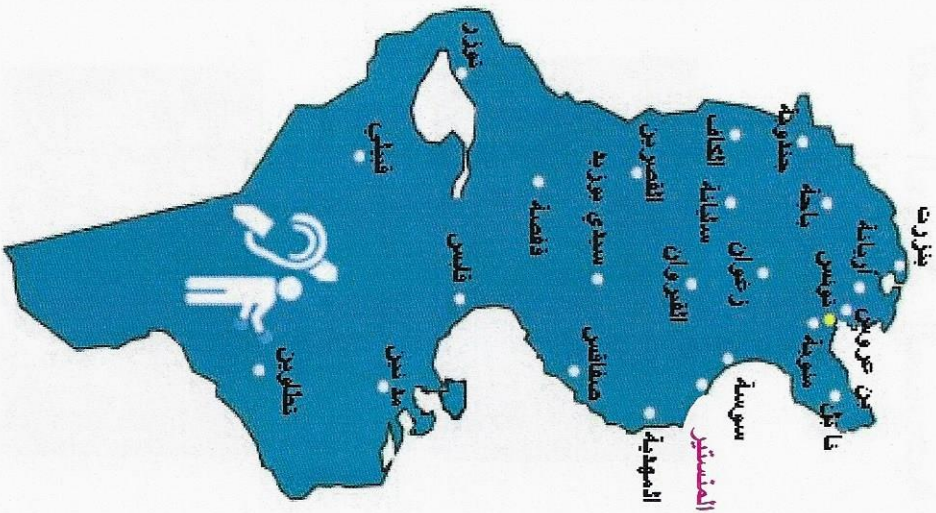 بنزرت
أريانة
بن عروس
تونس
منوبة
نابل
باجة
جندوبة
زغوان
سليانة
الكاف
سوسة
المنستير
القيروان
القصرين
المهدية
سيدي بوزيد
صفاقس
قفصة
توزر
قابس
قبلي
مدنين
تطاوين